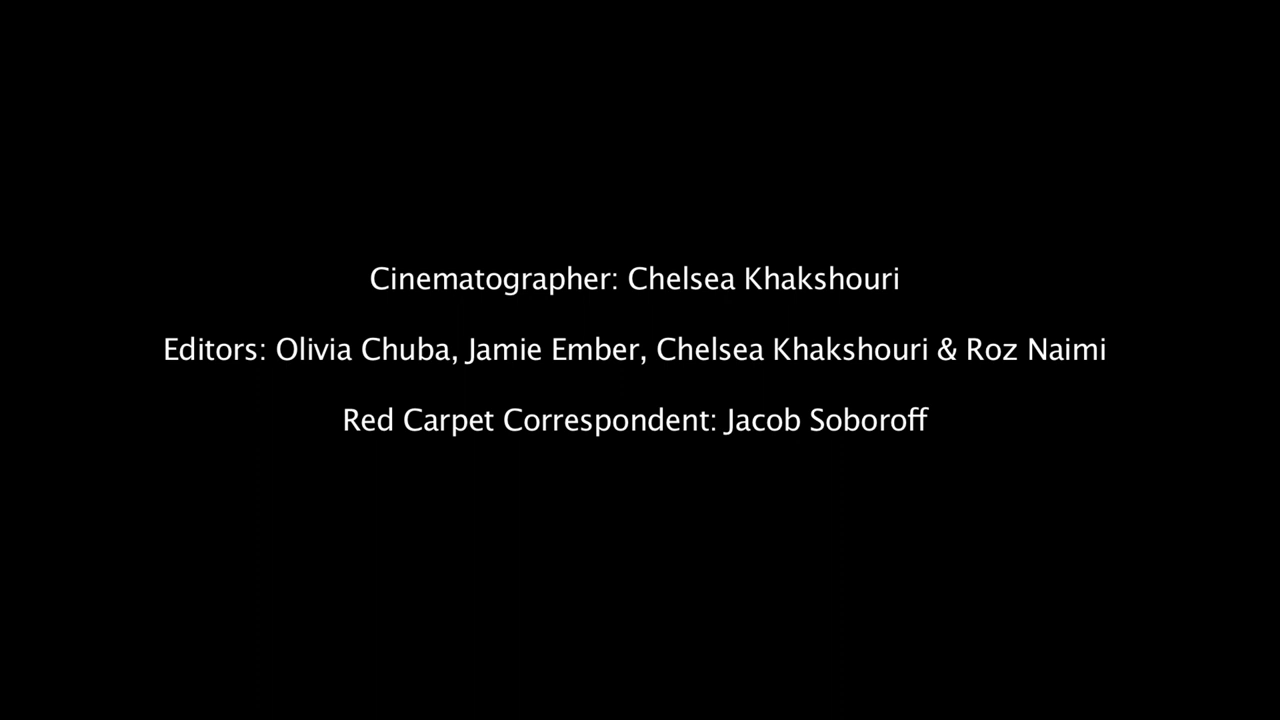 Cinematographer: Chelsea Khakshouri
Editors: Olivia Chuba, Jamie Ember, Chelsea Khakshouri & Roz Naimi
Red Carpet Correspondent: Jacob Soboroff